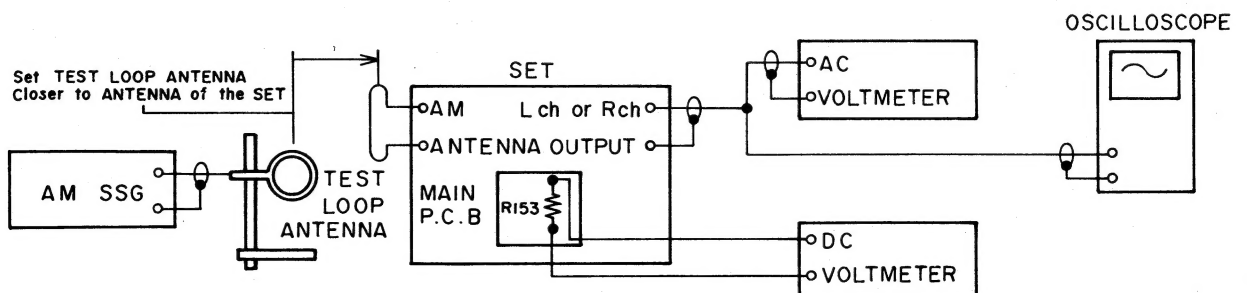 OSCILLOSCOPE
Set TEST LOOP ANTENNA
Closer to ANTENNA of the SET
SET
AM
Lch or Rch
ANTENNA OUTPUT
AC
VOLTMETER
AM SSG
TEST
LOOP
ANTENNA
MAIN
P.C.B
R153
DC
VOLTMETER